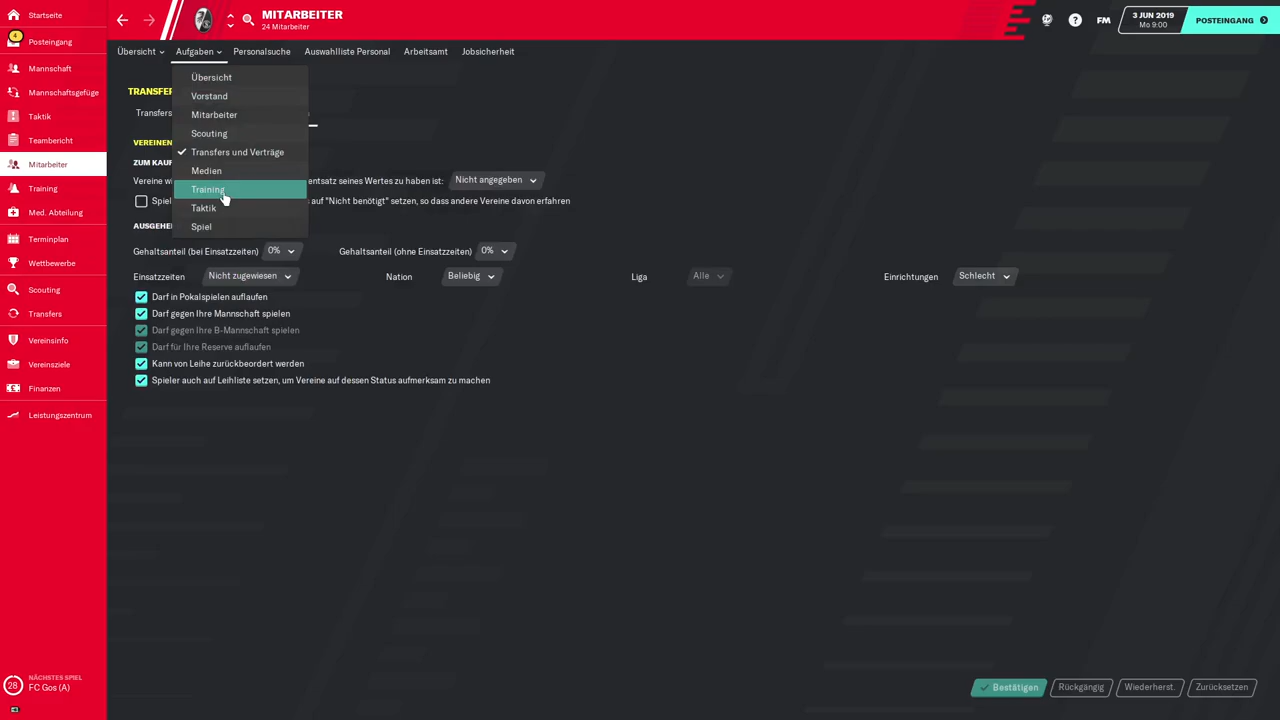 Startseite
4
Posteingang
Mannschaft
Mannschaftsgefüge
Taktik
Teambericht
Mitarbeiter
Training
Med. Abteilung
Terminplan
Wettbewerbe
Scouting
Transfers
Vereinsinfo
Vereinsziele
Finanzen
Leistungszentrum
28
NÄCHSTES SPIEL
FC Gos (A)
MITARBEITER
24 Mitarbeiter
? FM
3 JUN 2019
Mo 9:00
POSTEINGANG
Übersicht Aufgaben Personalsuche Auswahlliste Personal Arbeitsamt Jobsicherheit
Übersicht
Vorstand
Mitarbeiter
Scouting
Transfers und Verträge
Medien
Training
Taktik
Spiel
TRANSFER
Transfers
VEREINEN
ZUM KAUF
Vereine wi entsatz seines Wertes zu haben ist: Nicht angegeben
Spiel auf "Nicht benötigt" setzen, so dass andere Vereine davon erfahren
AUSGEHE
Gehaltsanteil (bei Einsatzzeiten) 0% Gehaltsanteil (ohne Einsatzzeiten) 0%
Einsatzzeiten Nicht zugewiesen Nation Beliebig Liga Alle Einrichtungen Schlecht
Darf in Pokalspielen auflaufen
Darf gegen Ihre Mannschaft spielen
Darf gegen Ihre B-Mannschaft spielen
Darf für Ihre Reserve auflaufen
Kann von Leihe zurückbeordert werden
Spieler auch auf Leihliste setzen, um Vereine auf dessen Status aufmerksam zu machen
Bestätigen Rückgängig Wiederherst. Zurücksetzen